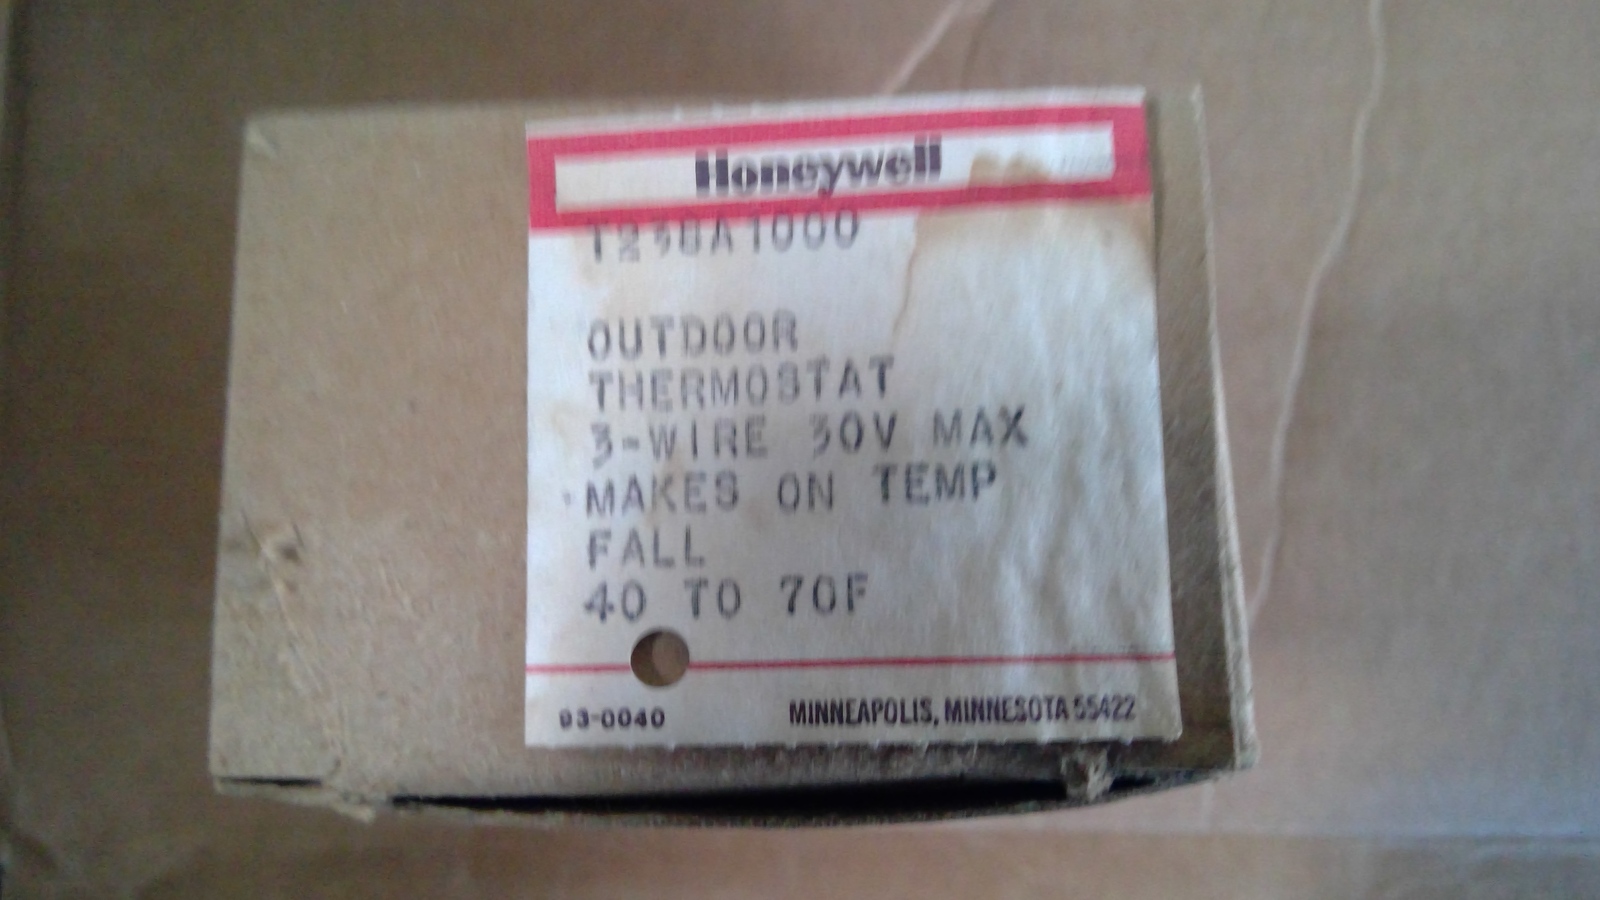 Honeywell
T238A1000
OUTDOOR
THERMOSTAT
3-WIRE 30V MAX
MAKES ON TEMP
FALL
40 TO 70F
93-0040
MINNEAPOLIS, MINNESOTA 55422